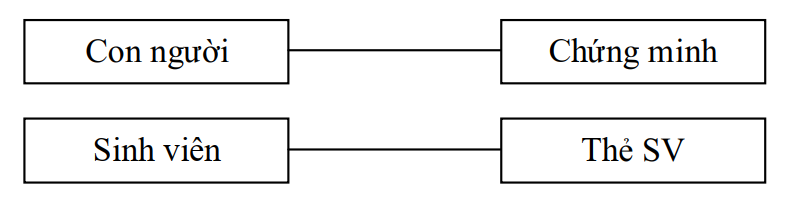 Con người
Chứng minh
Sinh viên
Thẻ SV